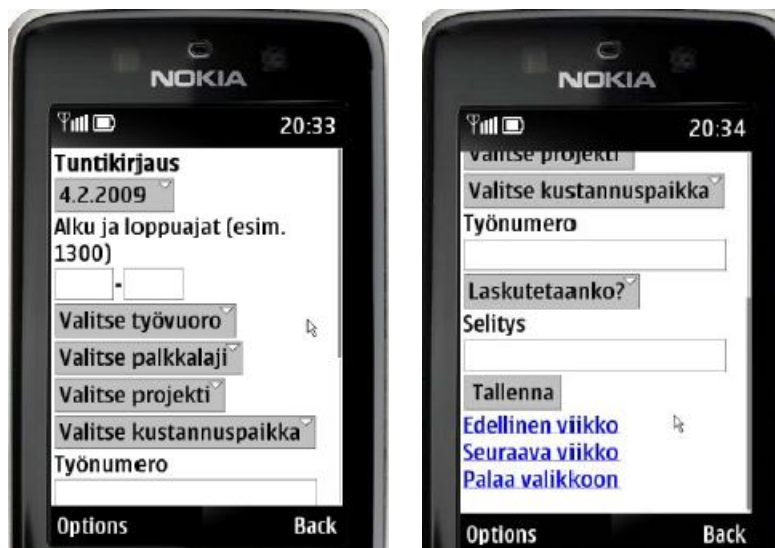 NOKIA
20:33
Tuntikirjaus
4.2.2009
Alku ja loppuajat (esim.
1300)
-
Valitse työvuoro
Valitse palkkalaji
Valitse projekti
Valitse kustannuspaikka
Työnumero
Options Back
NOKIA
20:34
Valitse projekti
Valitse kustannuspaikka
Työnumero
Laskutetaanko?
Selitys
Tallenna
Edellinen viikko
Seuraava viikko
Palaa valikkoon
Options Back